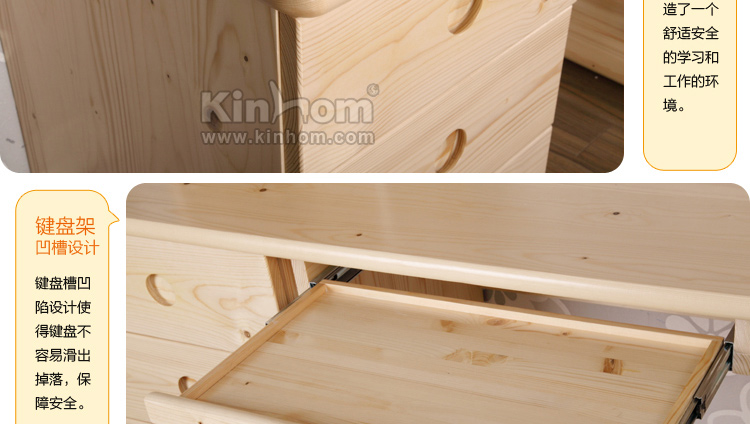 造了一个
舒适安全
的学习和
工作的环
境。
Kinhom®
www.kinhom.com
键盘架
凹槽设计
键盘槽凹
陷设计使
得键盘不
容易滑出
掉落，保
障安全。